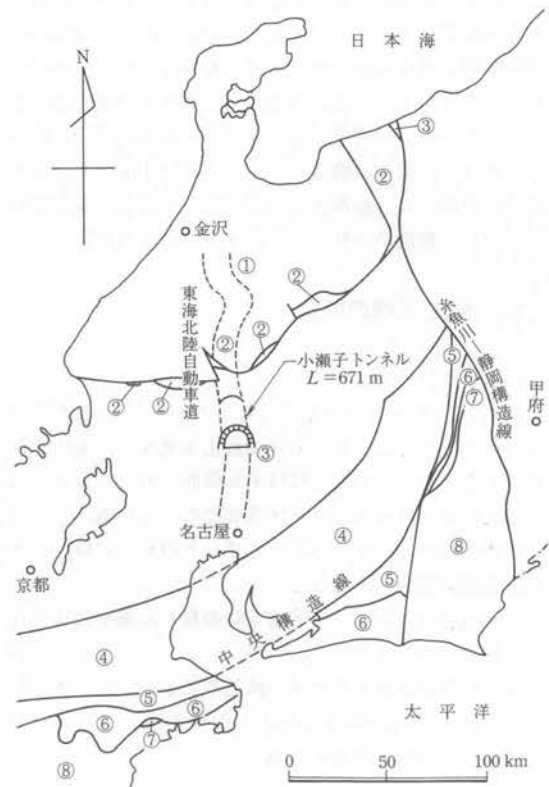 日本海
N
③
②
金沢
①
②
東海北陸自動車道
②
②
②
②
小瀬子トンネル
L=671 m
③
糸魚川—静岡構造線
⑤
⑥
⑦
甲府
名古屋
④
⑧
京都
⑤
⑥
中央構造線
④
⑤
⑥
⑥
⑦
⑧
太平洋
0 50 100 km